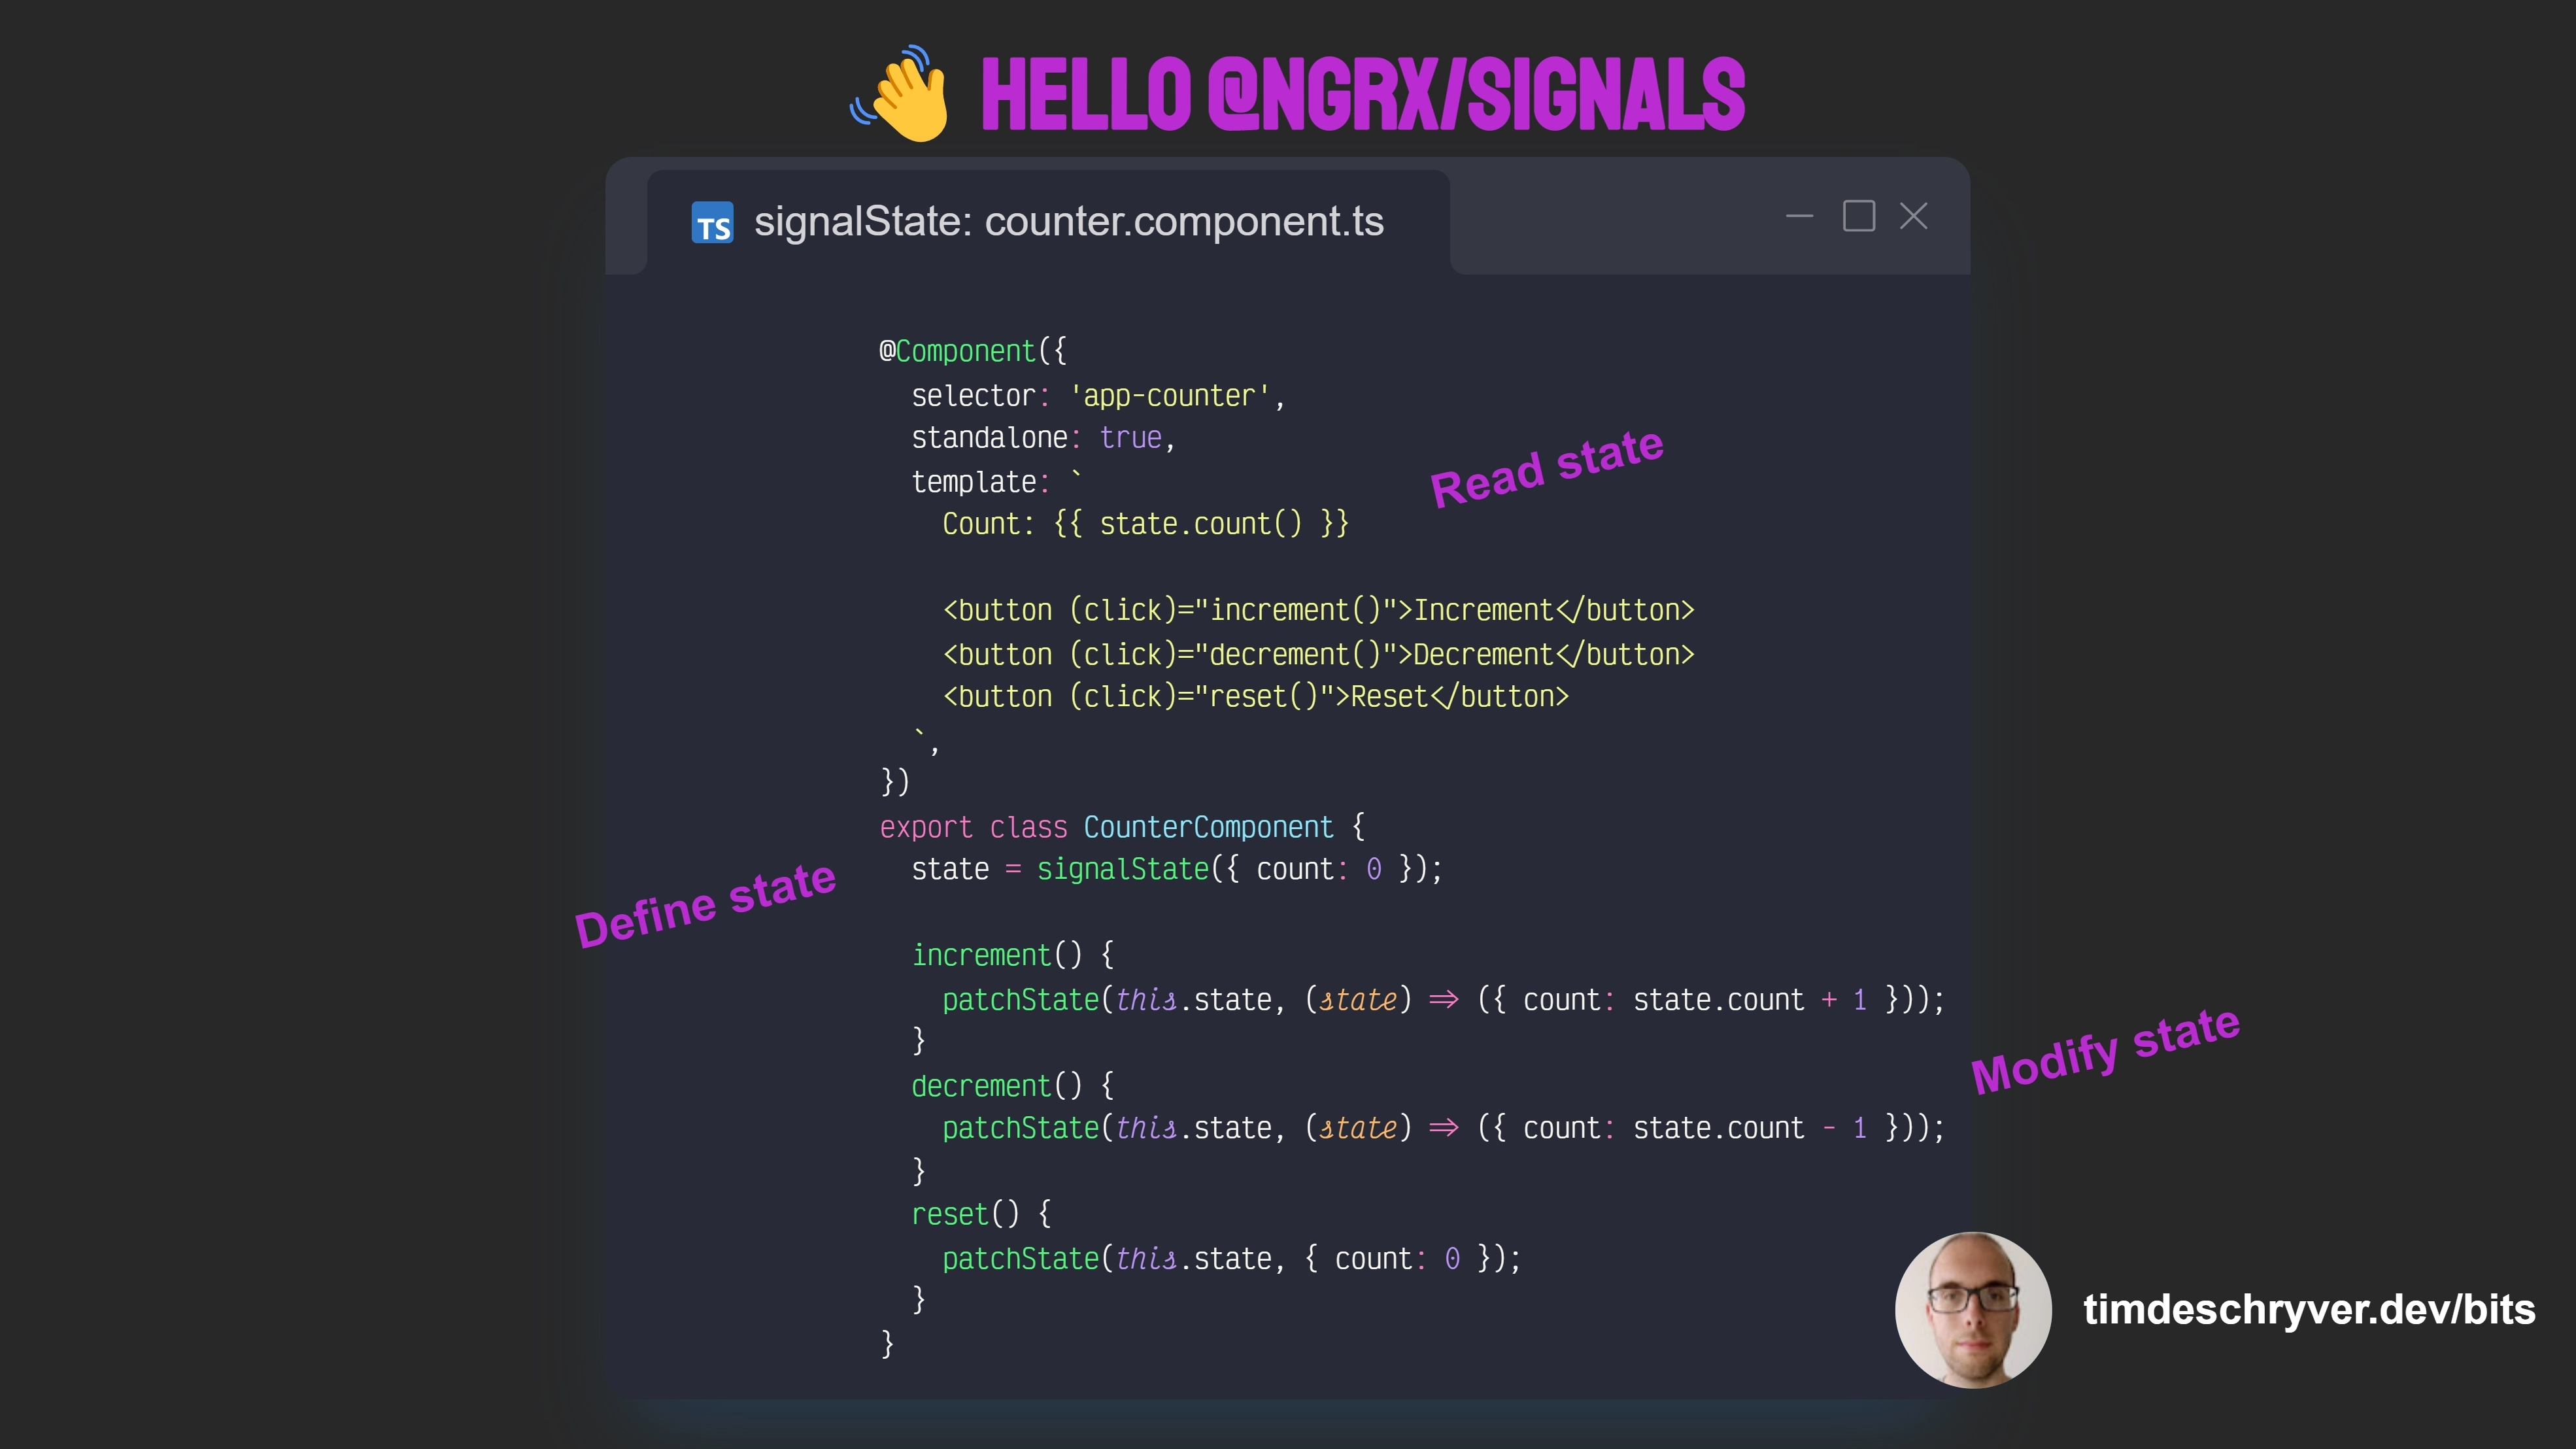 HELLO @NGRX/SIGNALS
TS signalState: counter.component.ts
@Component({
  selector: 'app-counter',
  standalone: true,
  template: `
Read state
    Count: {{ state.count() }}
    <button (click)="increment()">Increment</button>
    <button (click)="decrement()">Decrement</button>
    <button (click)="reset()">Reset</button>
  `,
})
export class CounterComponent {
  state = signalState({ count: 0 });
Define state
  increment() {
    patchState(this.state, (state) => ({ count: state.count + 1 }));
  }
Modify state
  decrement() {
    patchState(this.state, (state) => ({ count: state.count - 1 }));
  }
  reset() {
    patchState(this.state, { count: 0 });
  }
}
timdeschryver.dev/bits